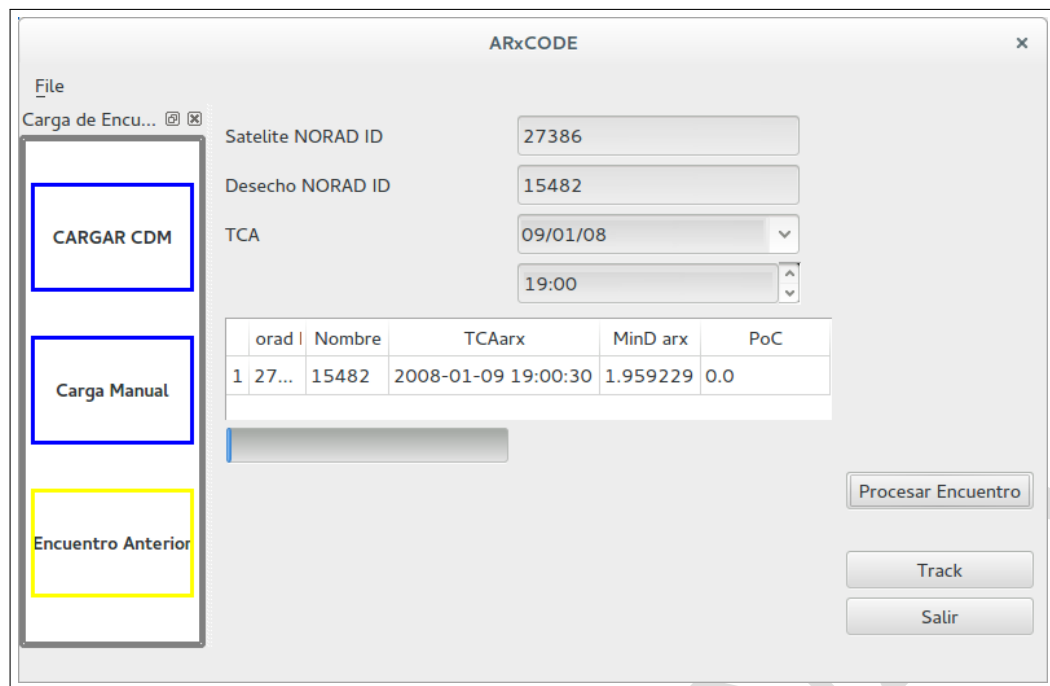 ARxCODE
File
Carga de Encu...
CARGAR CDM
Carga Manual
Encuentro Anterior
Satelite NORAD ID 27386
Desecho NORAD ID 15482
TCA 09/01/08
19:00
orad I Nombre TCAarx MinD arx PoC
1 27... 15482 2008-01-09 19:00:30 1.959229 0.0
Procesar Encuentro
Track
Salir